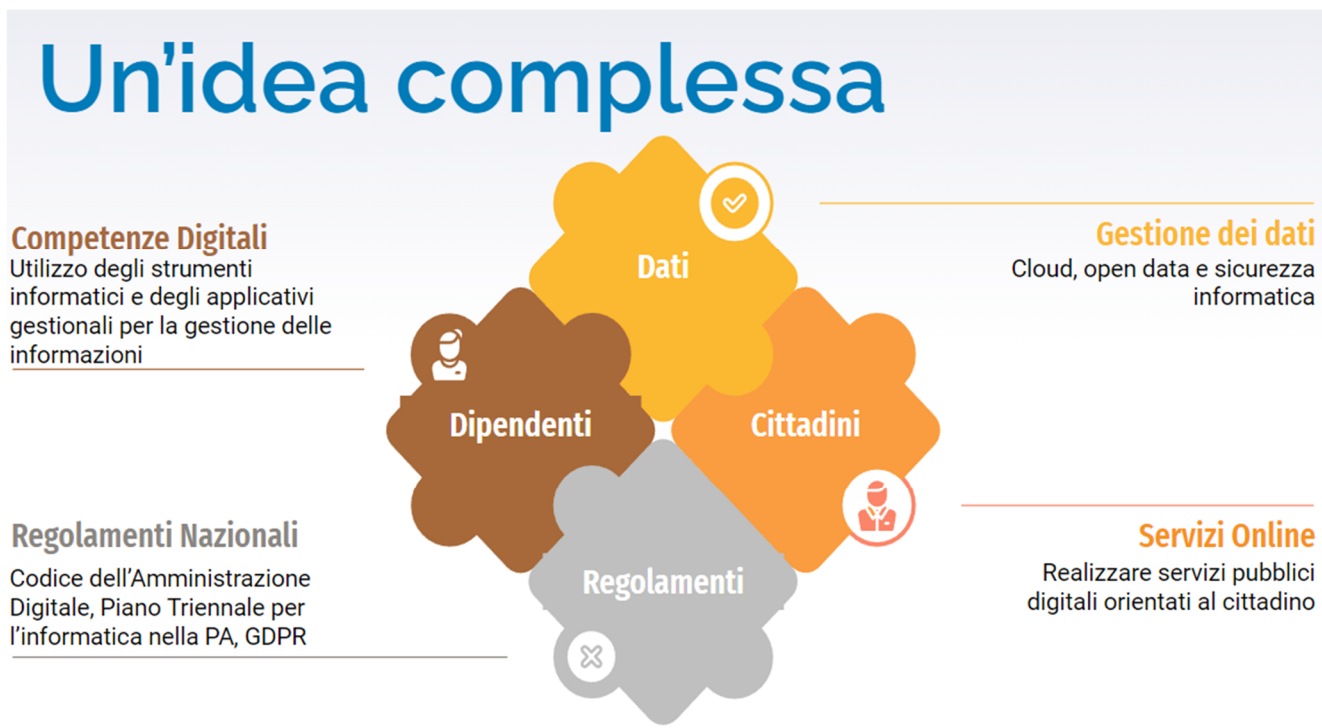 Un'idea complessa
Competenze Digitali
Utilizzo degli strumenti
informatici e degli applicativi
gestionali per la gestione delle
informazioni
Dati
Gestione dei dati
Cloud, open data e sicurezza
informatica
Dipendenti
Cittadini
Regolamenti Nazionali
Codice dell'Amministrazione
Digitale, Piano Triennale per
l'informatica nella PA, GDPR
Regolamenti
Servizi Online
Realizzare servizi pubblici
digitali orientati al cittadino